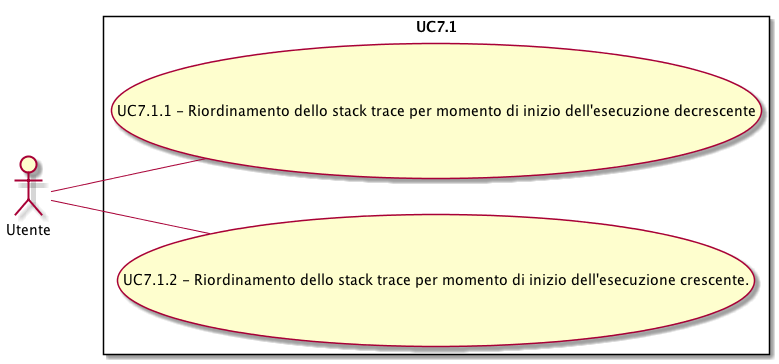 UC7.1
UC7.1.1 – Riordinamento dello stack trace per momento di inizio dell'esecuzione decrescente
Utente
UC7.1.2 – Riordinamento dello stack trace per momento di inizio dell'esecuzione crescente.